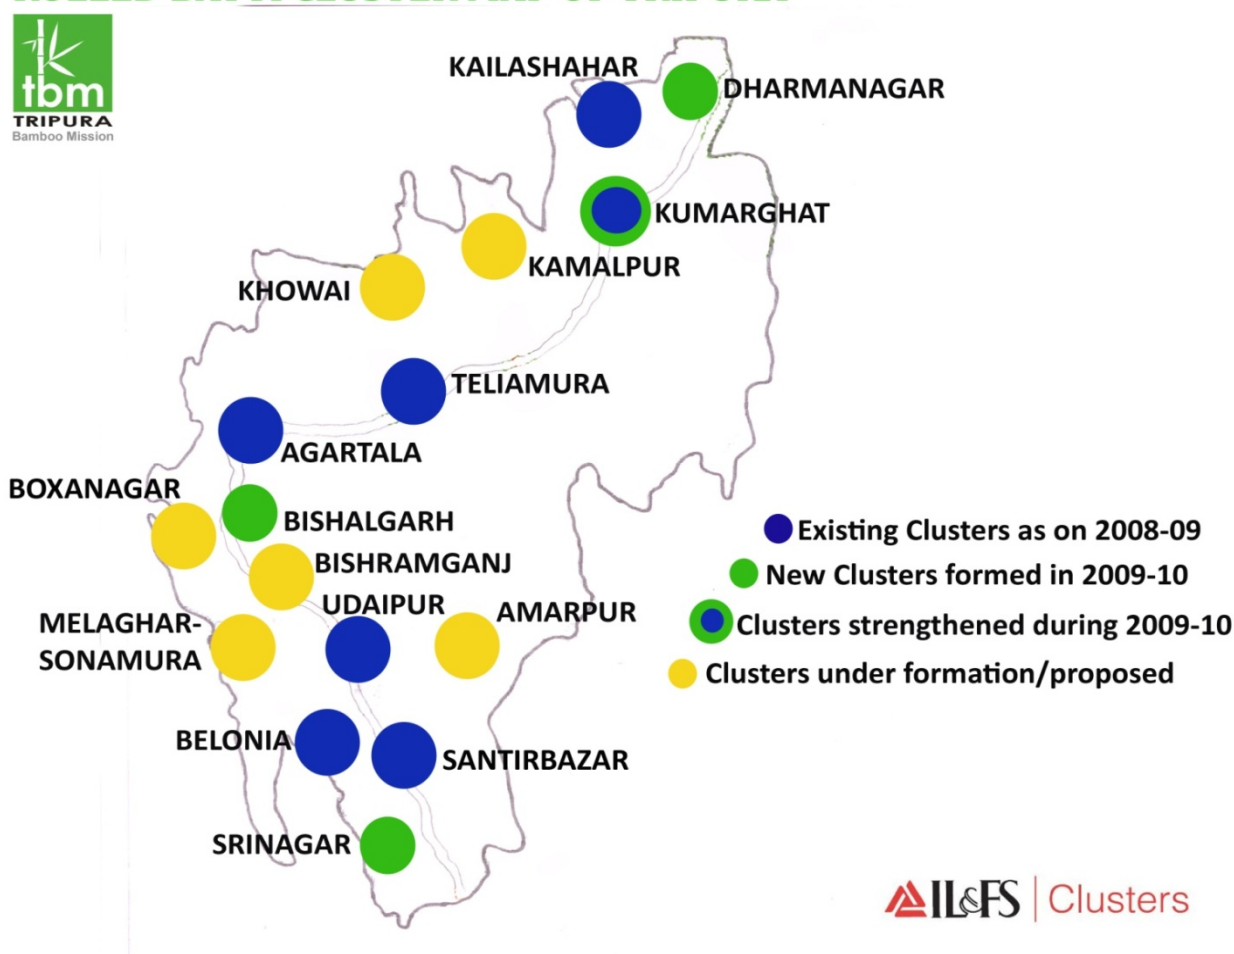 tbm
TRIPURA
Bamboo Mission
KAILASHAHAR
DHARMANAGAR
KUMARGHAT
KAMALPUR
KHOWAI
TELIAMURA
AGARTALA
BOXANAGAR
BISHALGARH
BISHRAMGANJ
UDAIPUR
AMARPUR
MELAGHAR-
SONAMURA
BELONIA
SANTIRBAZAR
SRINAGAR
Existing Clusters as on 2008-09
New Clusters formed in 2009-10
Clusters strengthened during 2009-10
Clusters under formation/proposed
IL&FS | Clusters